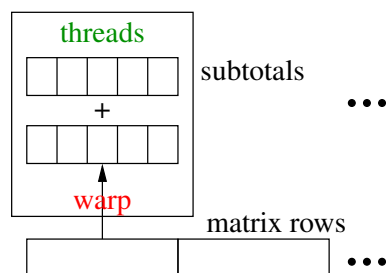 threads
subtotals
+
warp
matrix rows